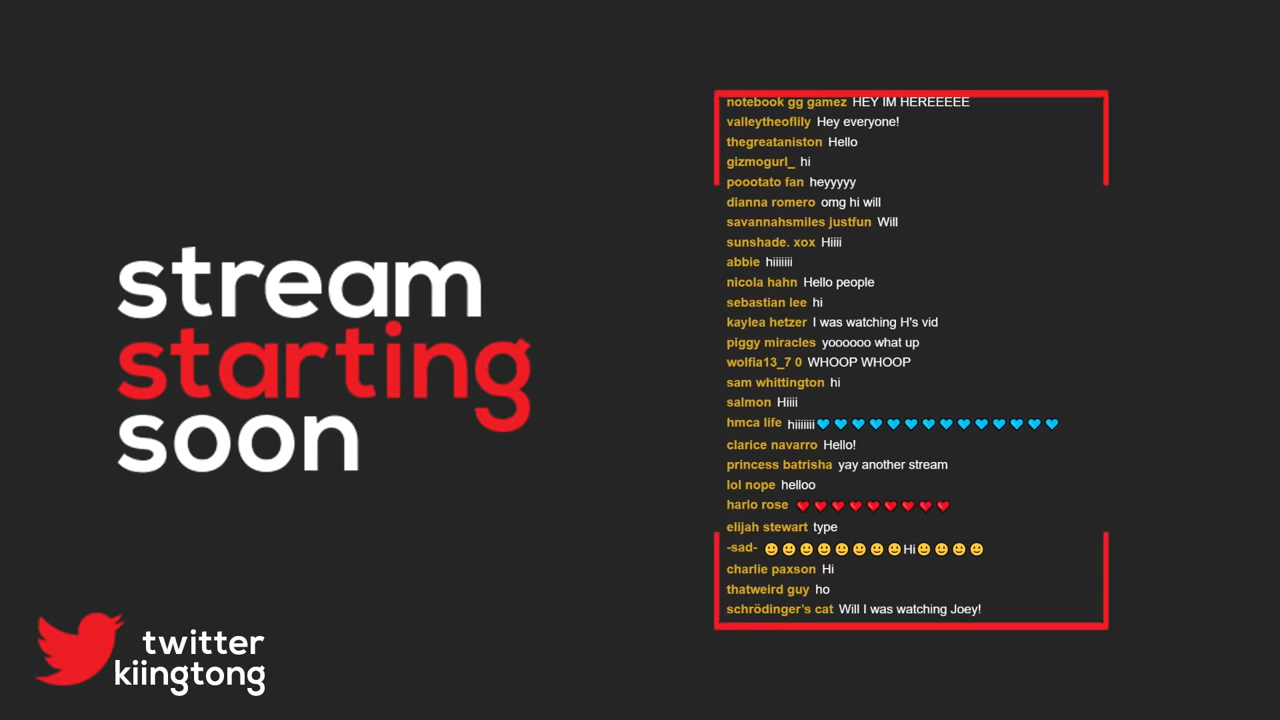 stream
starting
soon
twitter
kiingtong
notebook gg gamez HEY IM HEREEEEE
valleytheoflily Hey everyone!
thegreataniston Hello
gizmogurl_ hi
poootato fan heyyyyy
dianna romero omg hi will
savannahsmiles justfun Will
sunshade. xox Hiiii
abbie hiiiiiii
nicola hahn Hello people
sebastian lee hi
kaylea hetzer I was watching H's vid
piggy miracles yoooooo what up
wolfia13_7 0 WHOOP WHOOP
sam whittington hi
salmon Hiiii
hmca life hiiiiiii💙💙💙💙💙💙💙💙💙💙💙💙💙💙
clarice navarro Hello!
princess batrisha yay another stream
lol nope helloo
harlo rose ❤❤❤❤❤❤❤❤❤
elijah stewart type
-sad- 🙂🙂🙂🙂🙂🙂🙂🙂Hi🙂🙂🙂🙂
charlie paxson Hi
thatweird guy ho
schrödinger's cat Will I was watching Joey!